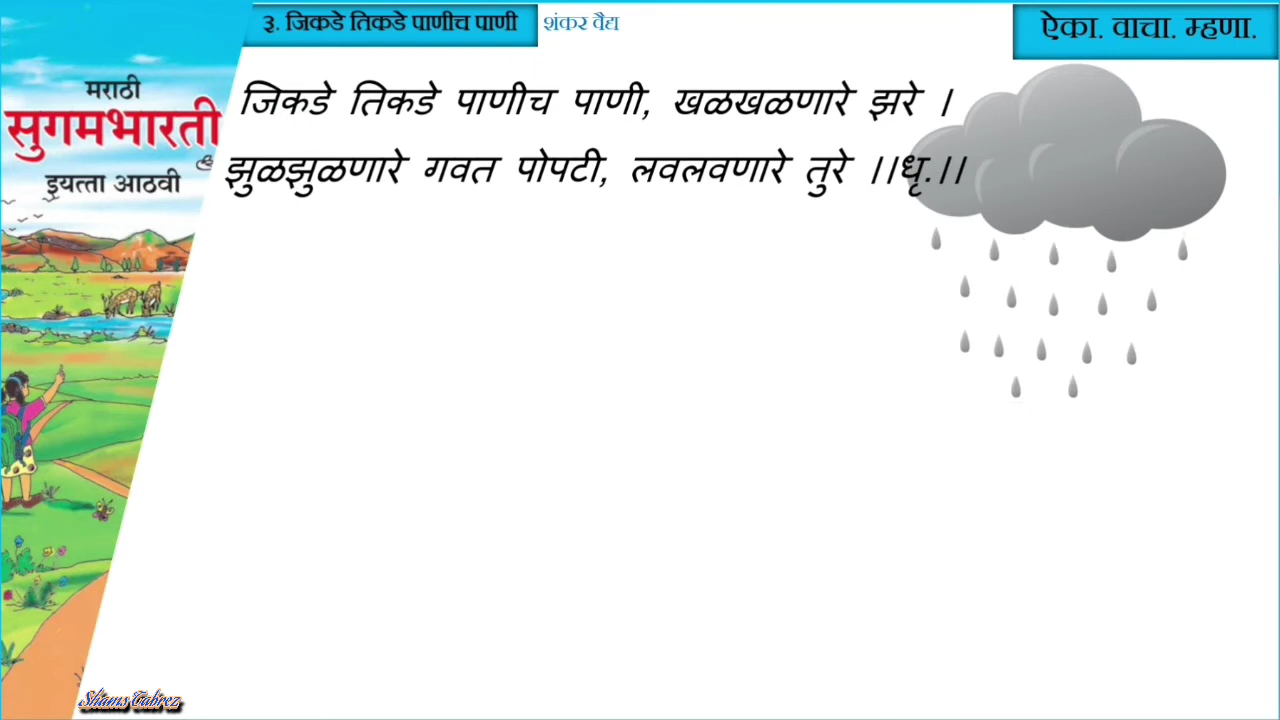 ३. जिकडे तिकडे पाणीच पाणी
शंकर वैद्य
ऐका. वाचा. म्हणा.
मराठी
सुगमभारती
इयत्ता आठवी
जिकडे तिकडे पाणीच पाणी, खळखळणारे झरे ।
झुळझुळणारे गवत पोपटी, लवलवणारे तुरे ।।धृ.।।
Shams Tabrez